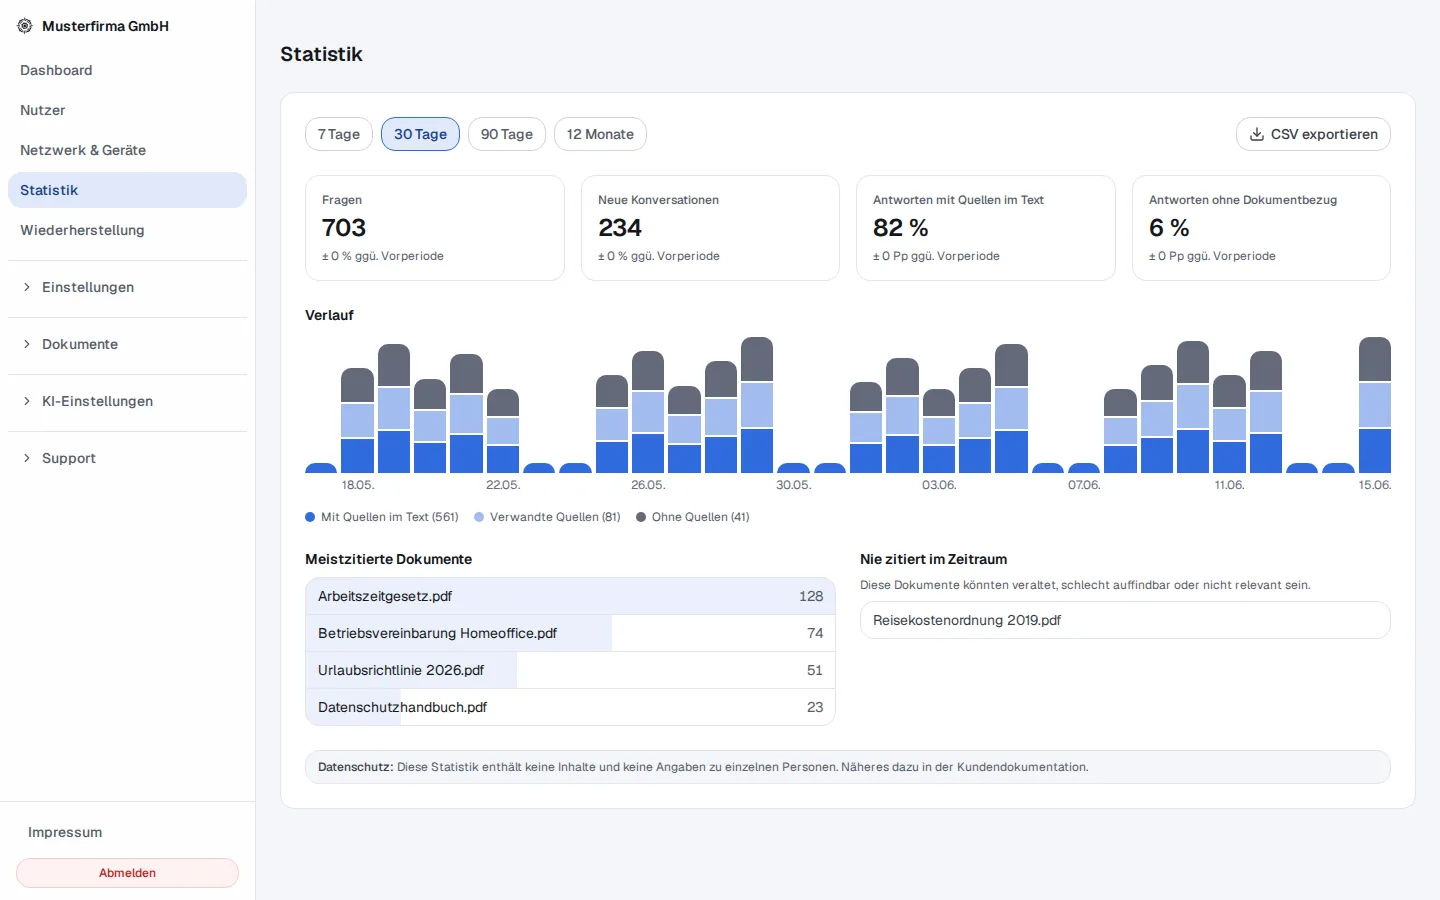 Musterfirma GmbH
Dashboard
Nutzer
Netzwerk & Geräte
Statistik
Wiederherstellung
Einstellungen
Dokumente
KI-Einstellungen
Support
Impressum
Abmelden
Statistik
7 Tage
30 Tage
90 Tage
12 Monate
CSV exportieren
Fragen
703
± 0 % ggü. Vorperiode
Neue Konversationen
234
± 0 % ggü. Vorperiode
Antworten mit Quellen im Text
82 %
± 0 Pp ggü. Vorperiode
Antworten ohne Dokumentbezug
6 %
± 0 Pp ggü. Vorperiode
Verlauf
18.05. 22.05. 26.05. 30.05. 03.06. 07.06. 11.06. 15.06.
Mit Quellen im Text (561) Verwandte Quellen (81) Ohne Quellen (41)
Meistzitierte Dokumente
Arbeitszeitgesetz.pdf 128
Betriebsvereinbarung Homeoffice.pdf 74
Urlaubsrichtlinie 2026.pdf 51
Datenschutzhandbuch.pdf 23
Nie zitiert im Zeitraum
Diese Dokumente könnten veraltet, schlecht auffindbar oder nicht relevant sein.
Reisekostenordnung 2019.pdf
Datenschutz: Diese Statistik enthält keine Inhalte und keine Angaben zu einzelnen Personen. Näheres dazu in der Kundendokumentation.